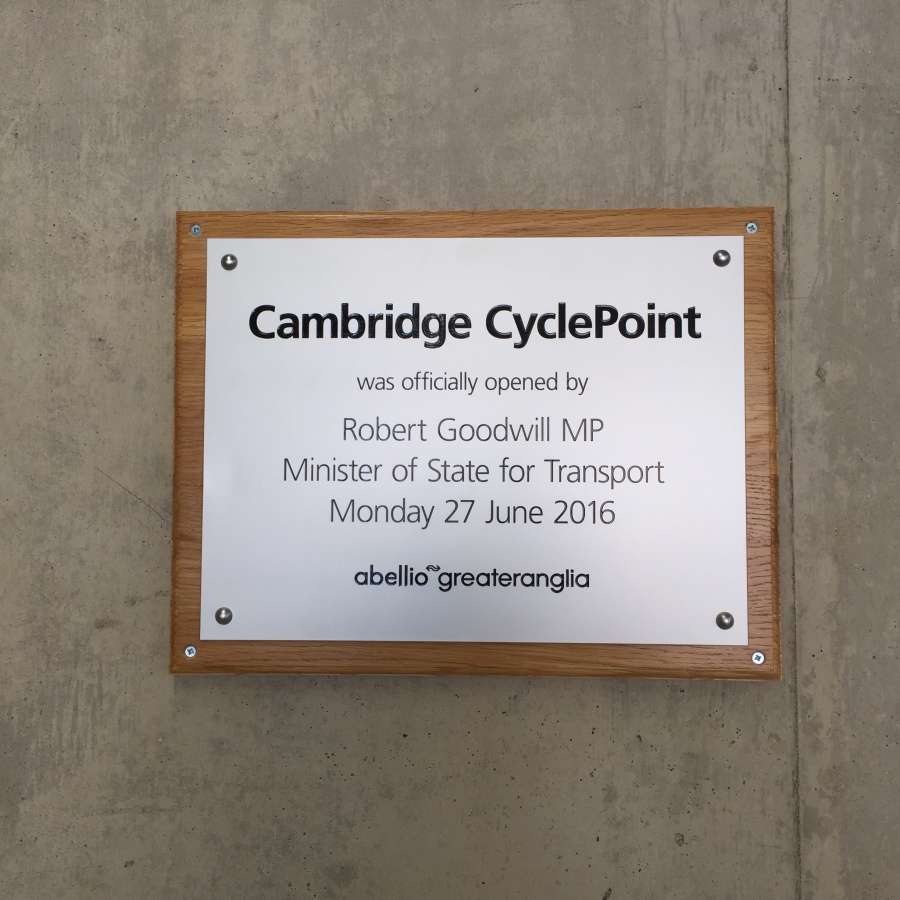 Cambridge CyclePoint
was officially opened by
Robert Goodwill MP
Minister of State for Transport
Monday 27 June 2016
abellio greateranglia